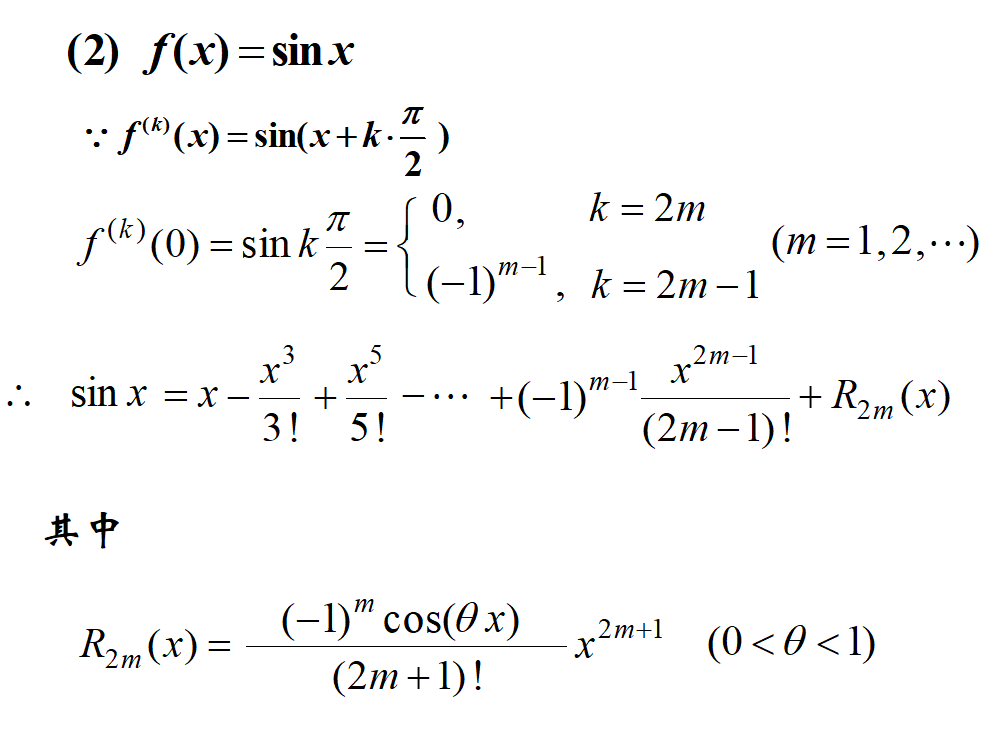 (2) f(x) = sin x
∵ f^(k)(x) = sin(x + k·π/2)
f^(k)(0) = sin k π/2 = { 0, k = 2m
(−1)^(m−1), k = 2m − 1 (m = 1, 2, ⋯)
∴ sin x = x − x^3/3! + x^5/5! − ⋯ + (−1)^(m−1) x^(2m−1)/(2m−1)! + R_2m(x)
其中
R_2m(x) = (−1)^m cos(θ x)/(2m+1)! x^(2m+1) (0 < θ < 1)